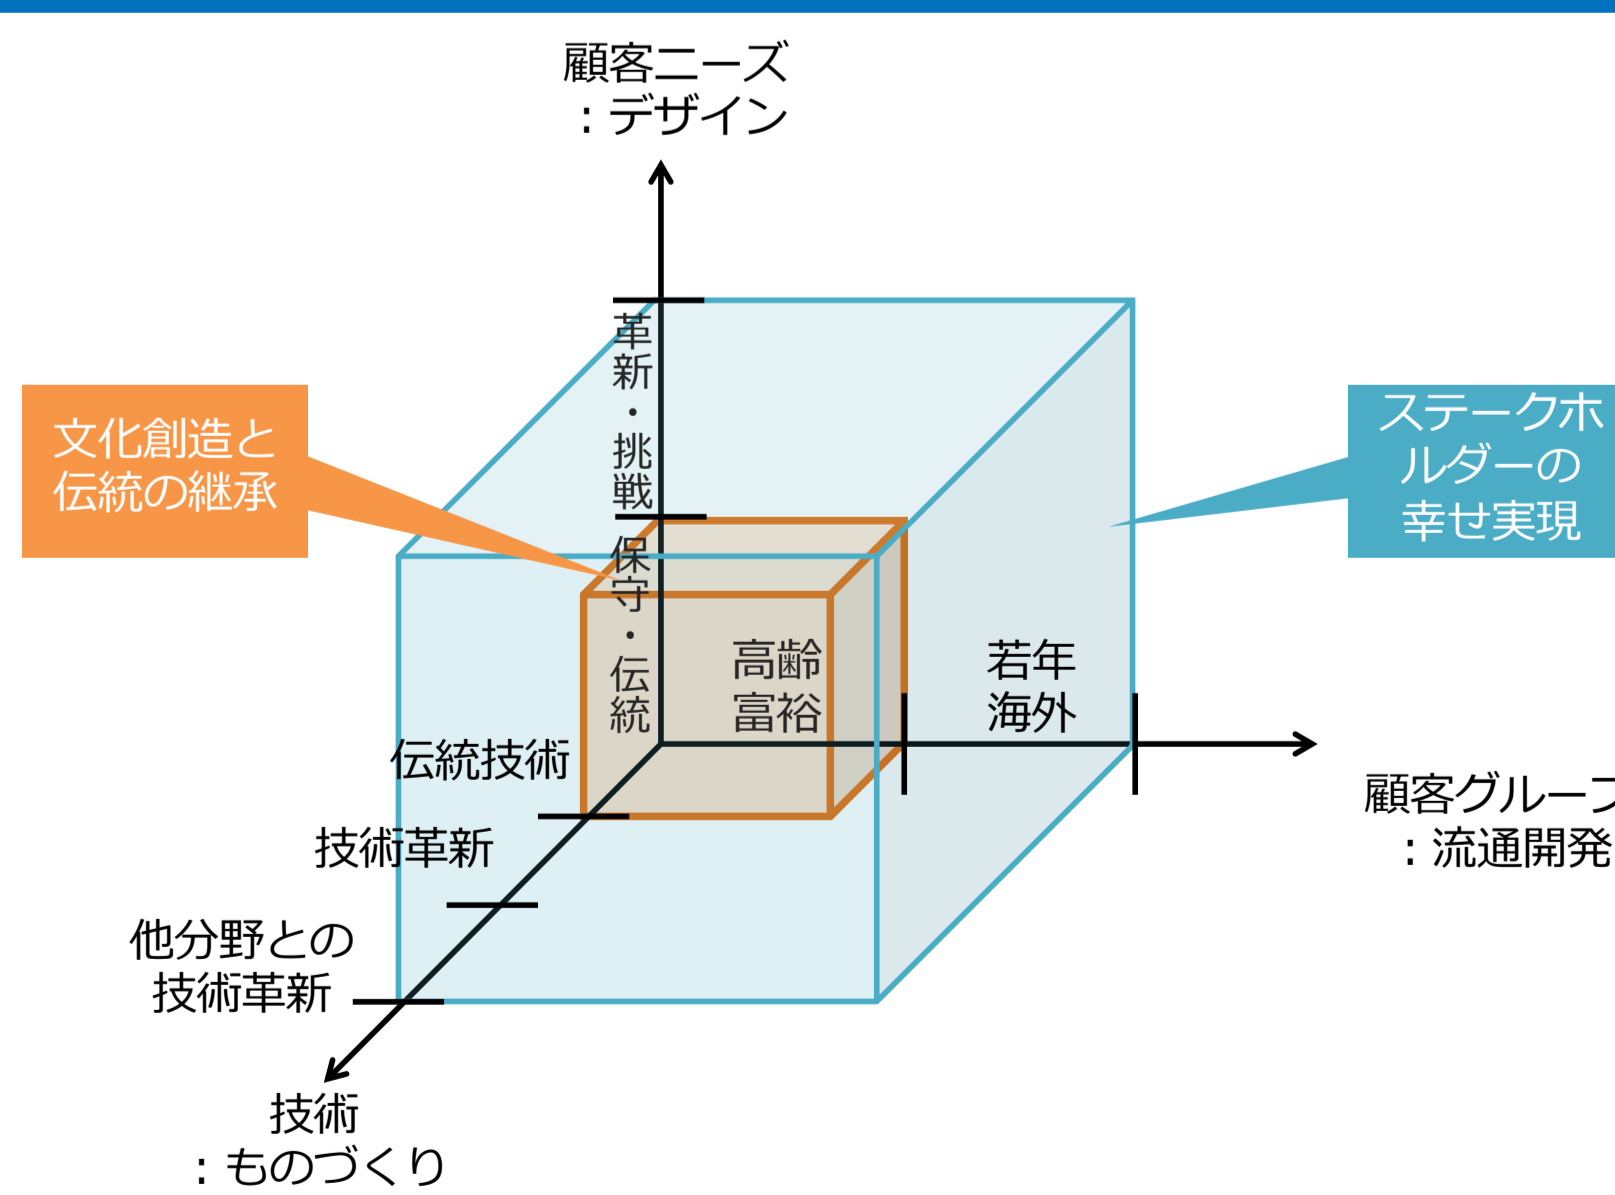 顧客ニーズ
：デザイン
革新・挑戦
文化創造と
伝統の継承
ステークホ
ルダーの
幸せ実現
保守・伝統
高齢
富裕
若年
海外
伝統技術
技術革新
他分野との
技術革新
顧客グループ
：流通開発
技術
：ものづくり